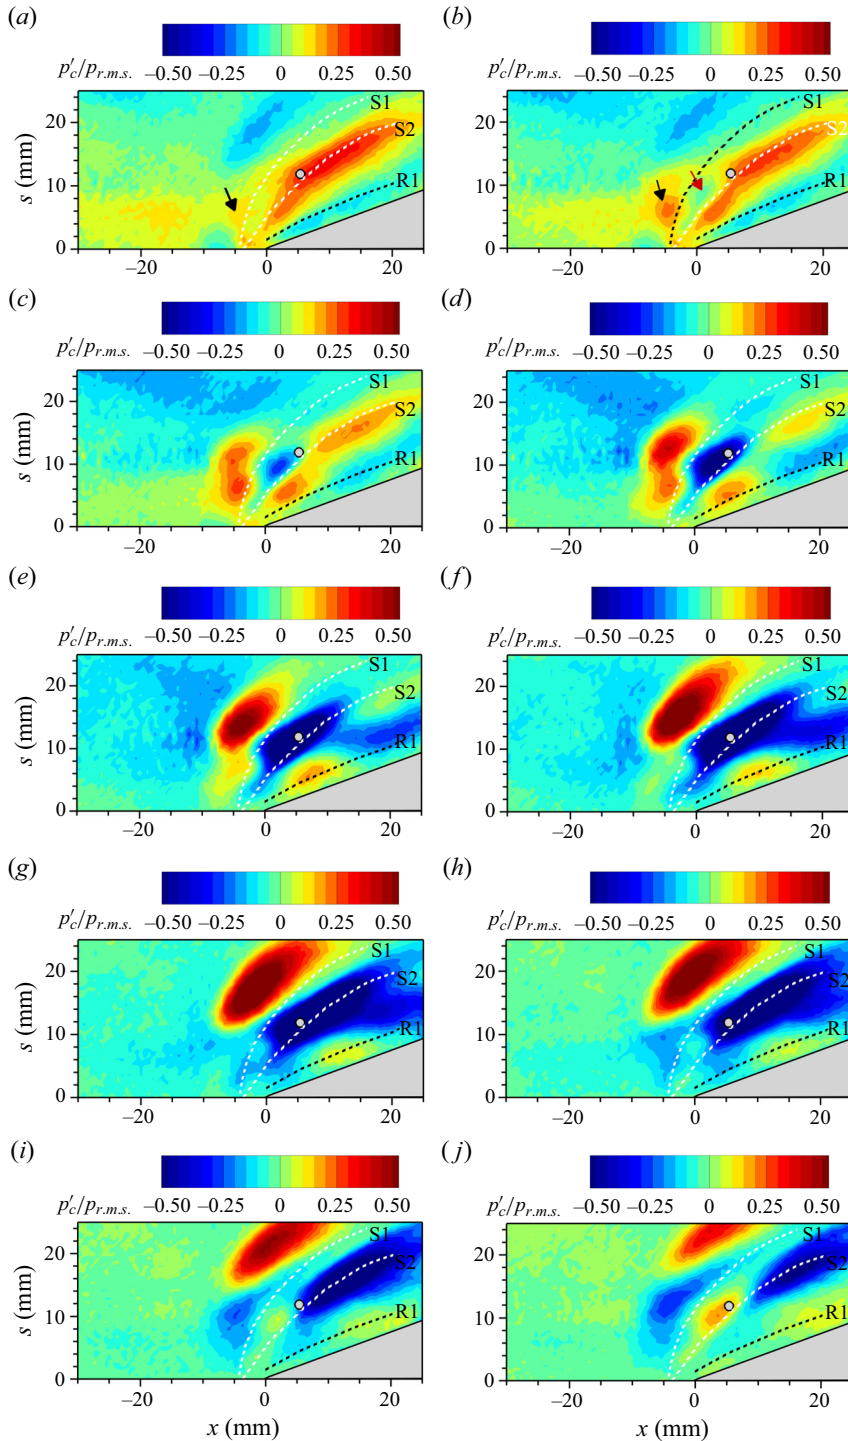 (a) (b)
p′c/pr.m.s. −0.50 −0.25 0 0.25 0.50 p′c/pr.m.s. −0.50 −0.25 0 0.25 0.50
S1 S1
20 S2 20 S2
s (mm)
10 R1 10 R1
0 0
−20 0 20 −20 0 20
(c) (d)
p′c/pr.m.s. −0.50 −0.25 0 0.25 0.50 p′c/pr.m.s. −0.50 −0.25 0 0.25 0.50
S1 S1
20 S2 20 S2
s (mm)
10 R1 10 R1
0 0
−20 0 20 −20 0 20
(e) (f)
p′c/pr.m.s. −0.50 −0.25 0 0.25 0.50 p′c/pr.m.s. −0.50 −0.25 0 0.25 0.50
S1 S1
20 S2 20 S2
s (mm)
10 R1 10 R1
0 0
−20 0 20 −20 0 20
(g) (h)
p′c/pr.m.s. −0.50 −0.25 0 0.25 0.50 p′c/pr.m.s. −0.50 −0.25 0 0.25 0.50
S1 S1
20 S2 20 S2
s (mm)
10 R1 10 R1
0 0
−20 0 20 −20 0 20
(i) (j)
p′c/pr.m.s. −0.50 −0.25 0 0.25 0.50 p′c/pr.m.s. −0.50 −0.25 0 0.25 0.50
S1 S1
20 S2 20 S2
s (mm)
10 R1 10 R1
0 0
−20 0 20 −20 0 20
x (mm) x (mm)